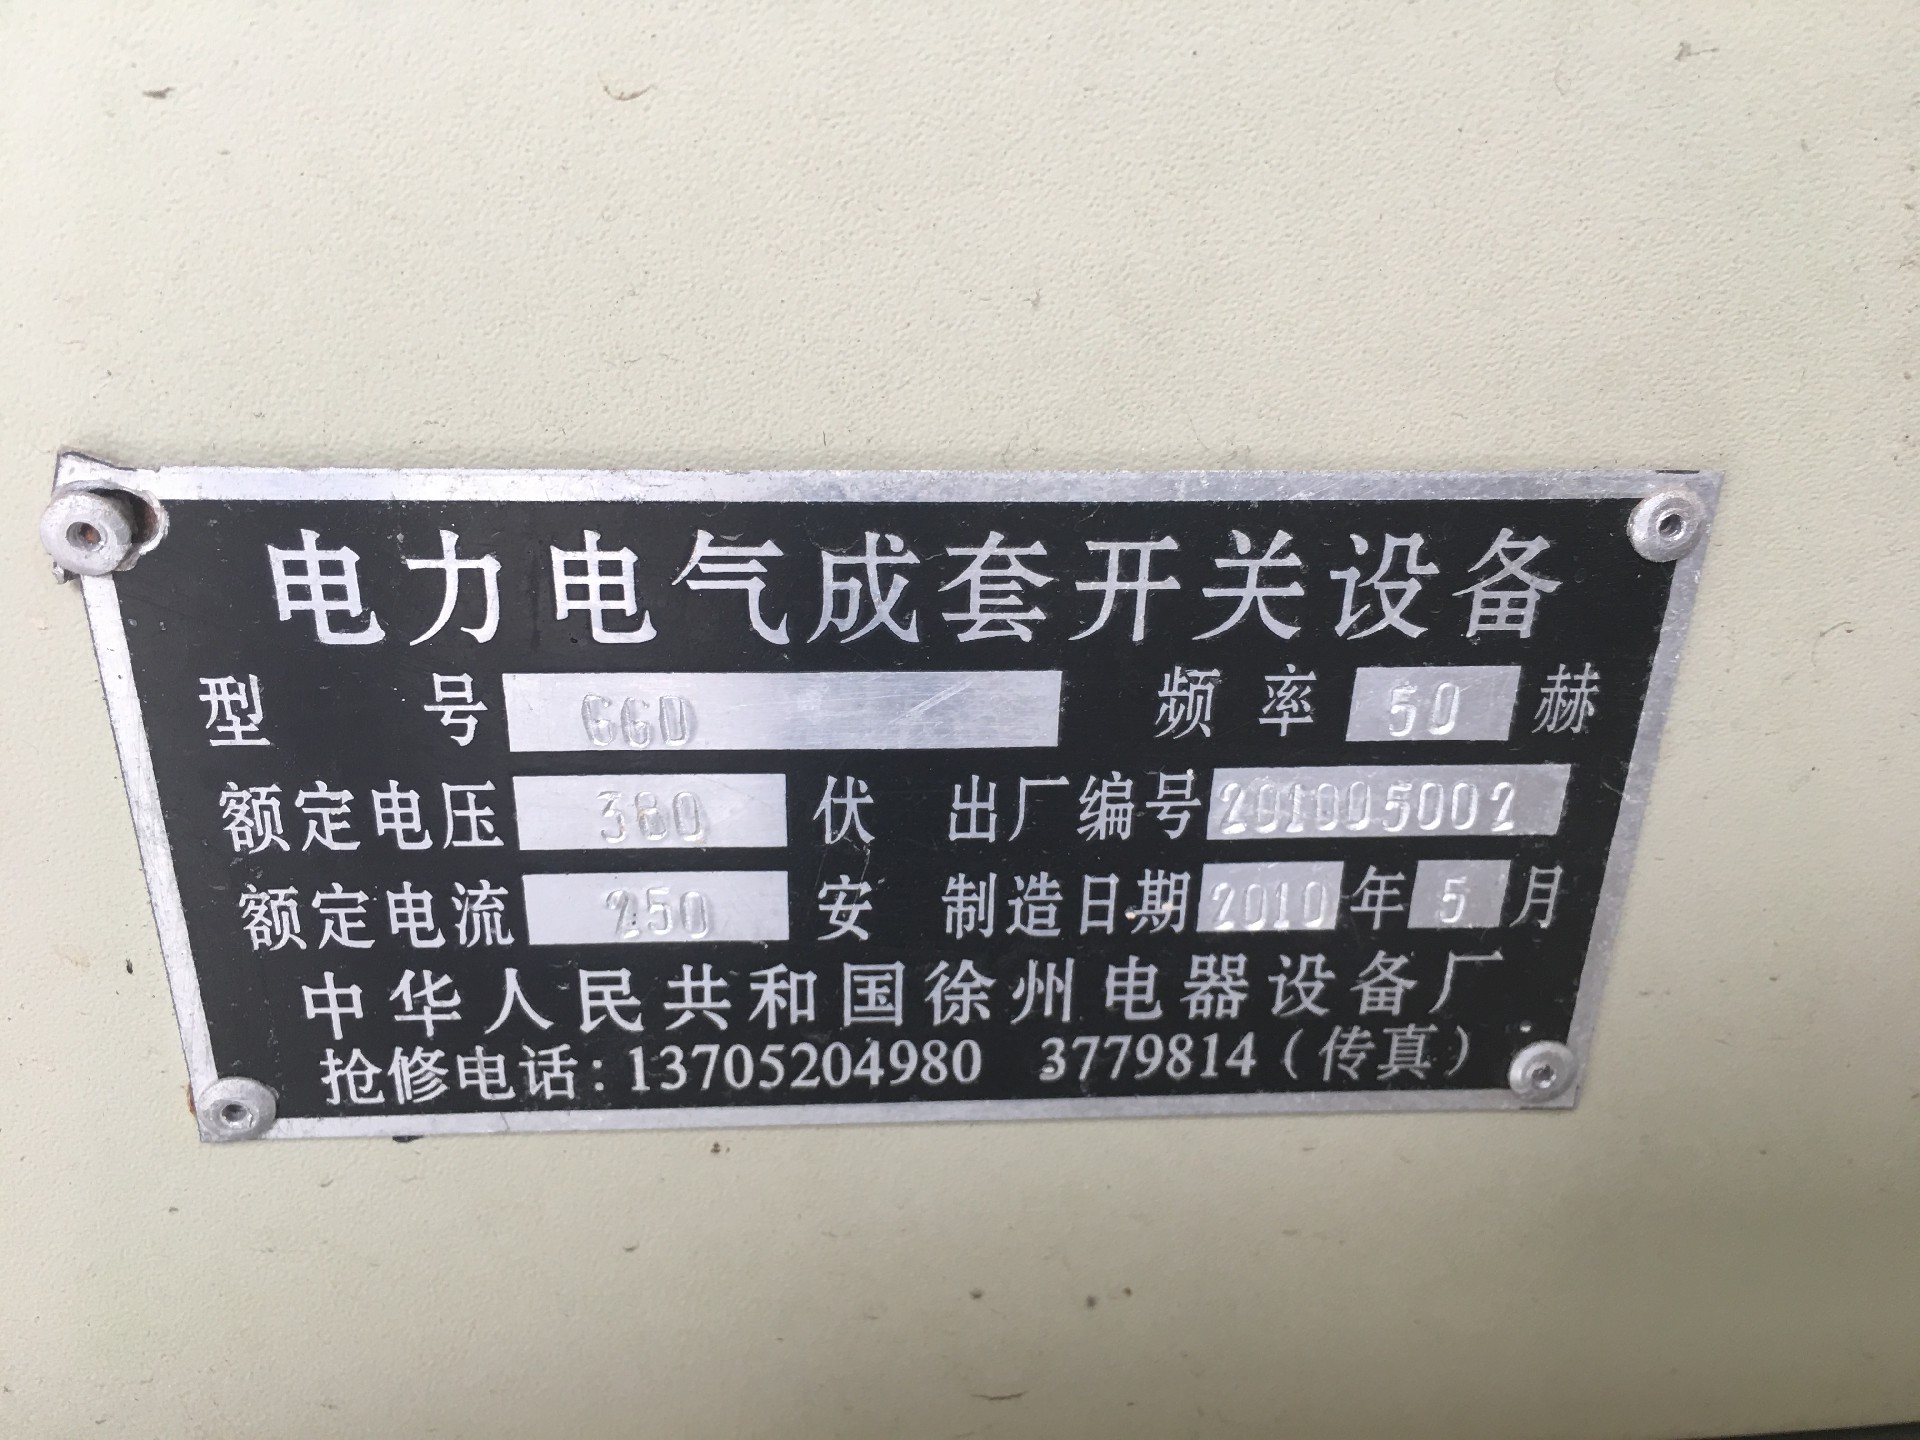 电力电气成套开关设备
型号 GGD 频率 50 赫
额定电压 380 伏 出厂编号 201005002
额定电流 250 安 制造日期 2010 年 5 月
中华人民共和国徐州电器设备厂
抢修电话:13705204980 3779814(传真)